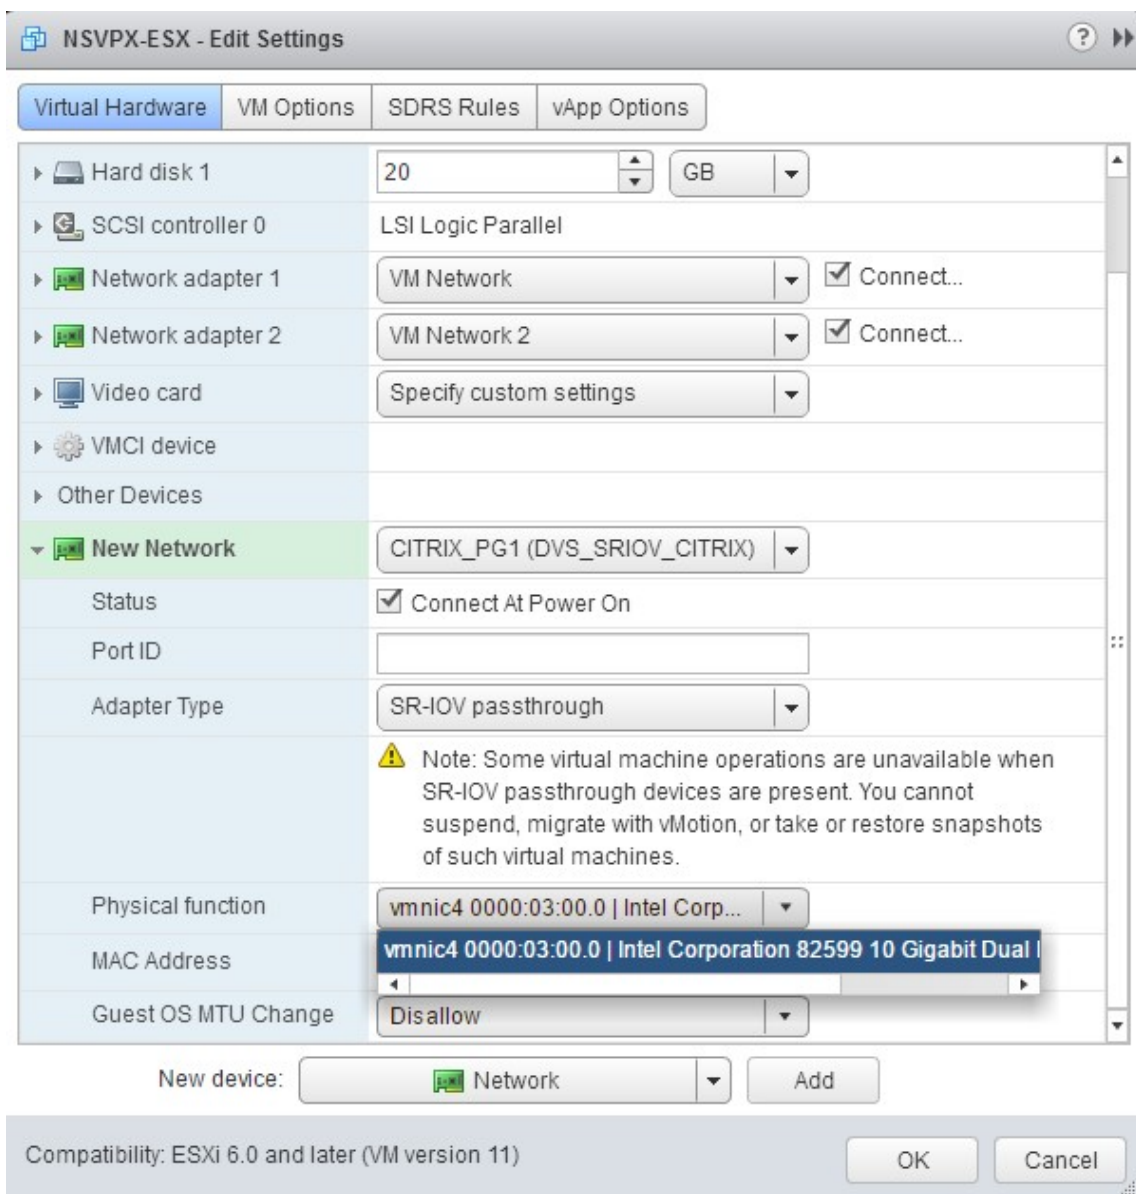 NSVPX-ESX - Edit Settings ?
Virtual Hardware VM Options SDRS Rules vApp Options
Hard disk 1 20 GB
SCSI controller 0 LSI Logic Parallel
Network adapter 1 VM Network Connect...
Network adapter 2 VM Network 2 Connect...
Video card Specify custom settings
VMCI device
Other Devices
New Network CITRIX_PG1 (DVS_SRIOV_CITRIX)
Status Connect At Power On
Port ID
Adapter Type SR-IOV passthrough
Note: Some virtual machine operations are unavailable when
SR-IOV passthrough devices are present. You cannot
suspend, migrate with vMotion, or take or restore snapshots
of such virtual machines.
Physical function vmnic4 0000:03:00.0 | Intel Corp...
vmnic4 0000:03:00.0 | Intel Corporation 82599 10 Gigabit Dual
MAC Address
Guest OS MTU Change Disallow
New device: Network Add
Compatibility: ESXi 6.0 and later (VM version 11) OK Cancel